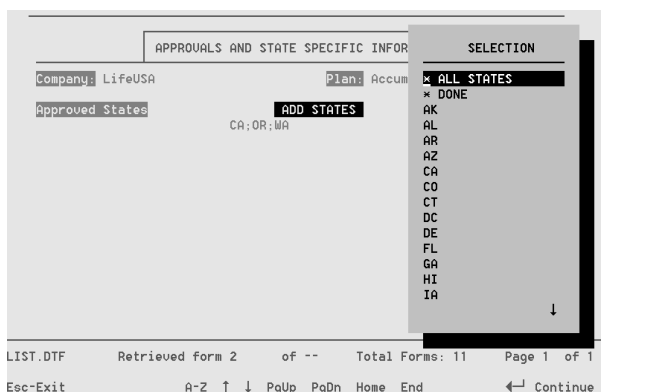 APPROVALS AND STATE SPECIFIC INFOR
SELECTION
Company: LifeUSA
Plan: Accum
Approved States
ADD STATES
CA;OR;WA
* ALL STATES
* DONE
AK
AL
AR
AZ
CA
CO
CT
DC
DE
FL
GA
HI
IA
↓
LIST.DTF Retrieved form 2 of -- Total Forms: 11 Page 1 of 1
Esc-Exit A-Z ↑ ↓ PgUp PgDn Home End ↵ Continue